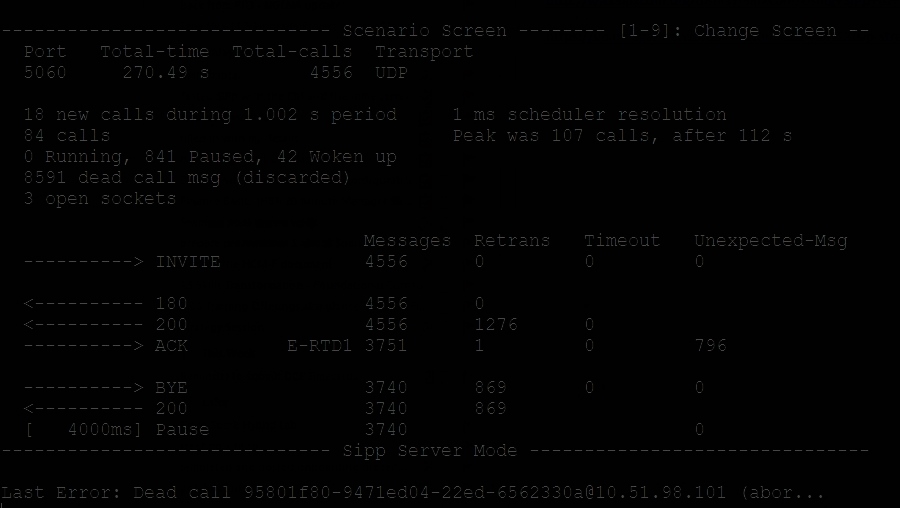 ------------------------------ Scenario Screen -------- [1-9]: Change Screen --
Port Total-time Total-calls Transport
5060 270.49 s 4556 UDP
18 new calls during 1.002 s period 1 ms scheduler resolution
84 calls Peak was 107 calls, after 112 s
0 Running, 841 Paused, 42 Woken up
8591 dead call msg (discarded)
3 open sockets
Messages Retrans Timeout Unexpected-Msg
----------> INVITE 4556 0 0 0
<---------- 180 4556 0
<---------- 200 4556 1276 0
----------> ACK E-RTD1 3751 1 0 796
----------> BYE 3740 869 0 0
<---------- 200 3740 869
[ 4000ms] Pause 3740 0
------------------------------ Sipp Server Mode -------------------------------
Last Error: Dead call 95801f80-9471ed04-22ed-6562330a@10.51.98.101 (abor...